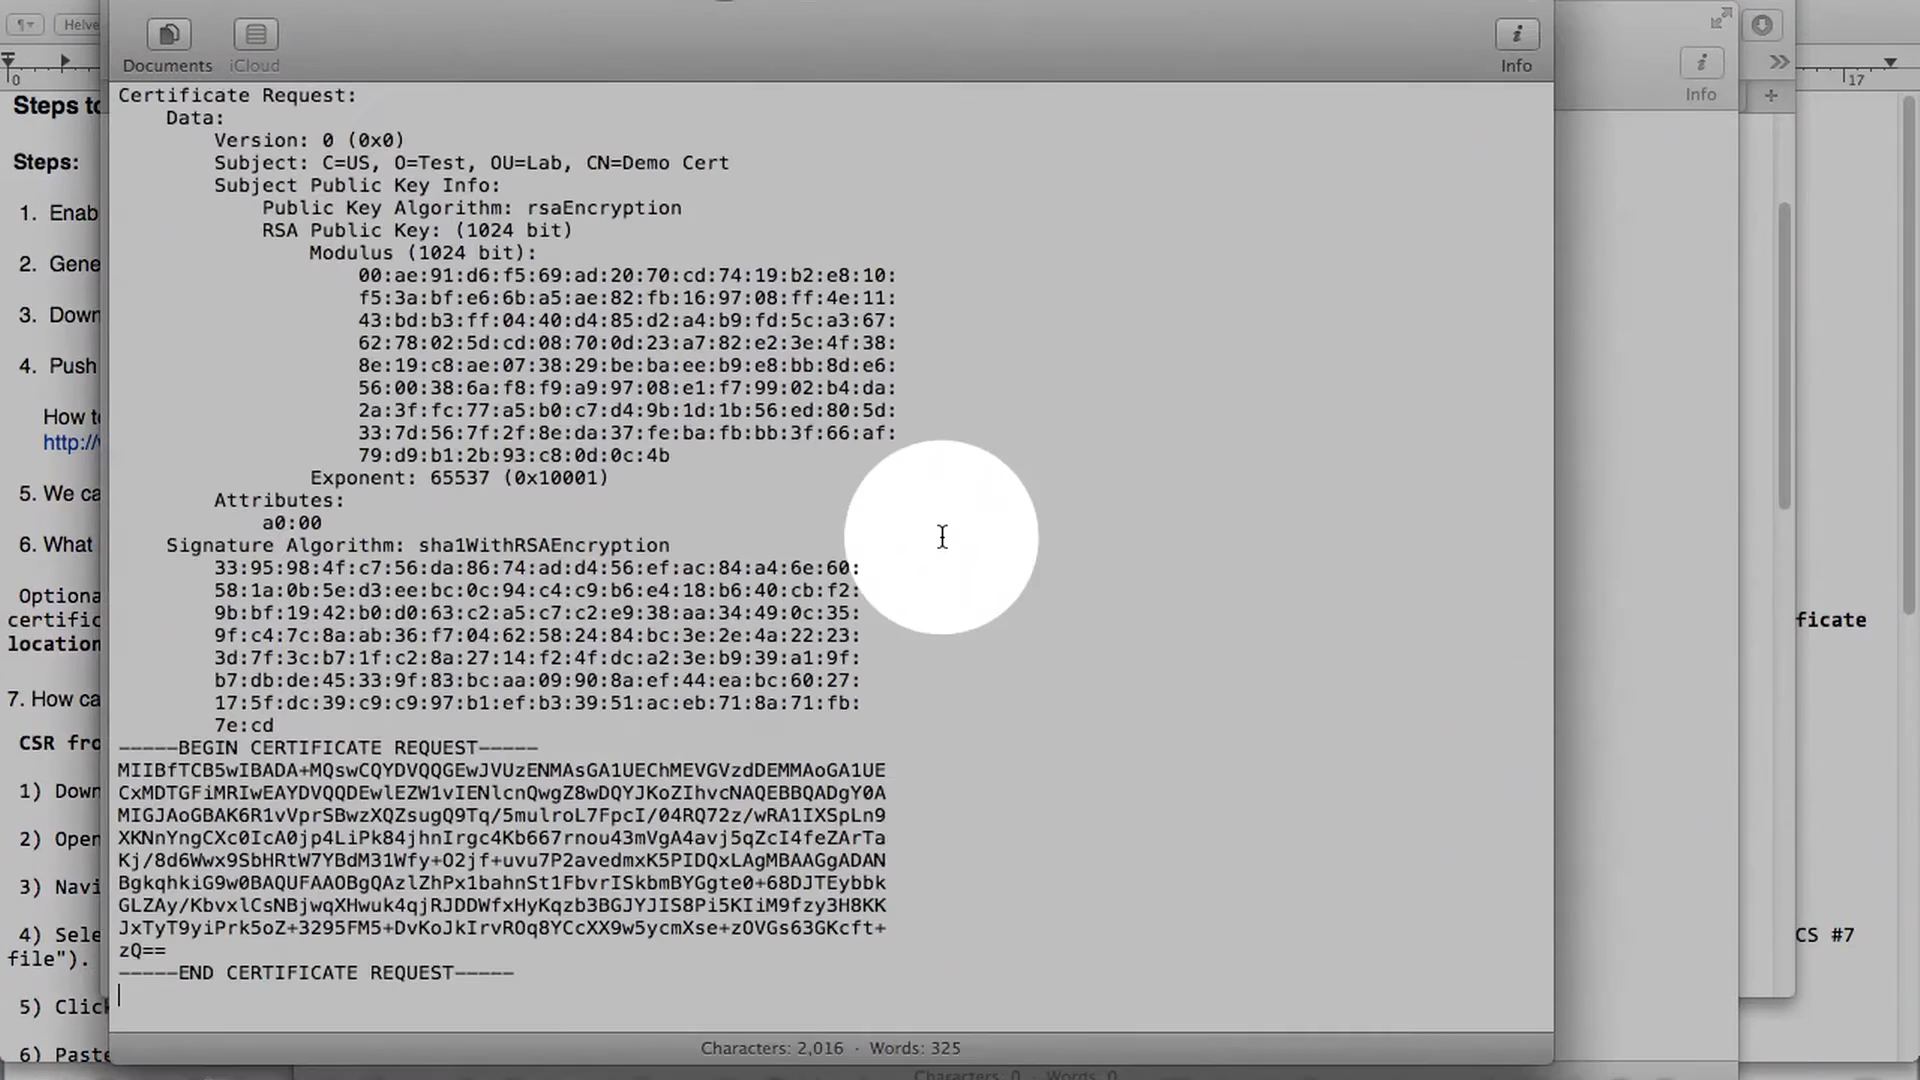 Helve
Documents
iCloud
Info
Info
0
17
Steps to
Steps:
1. Enab
2. Gene
3. Down
4. Push
How to
http://
5. We ca
6. What
Optiona
certific
location
ficate
7. How ca
CSR fro
1) Down
2) Open
3) Navi
4) Sele
CS #7
file").
5) Click
6) Paste
Certificate Request:
Data:
Version: 0 (0x0)
Subject: C=US, O=Test, OU=Lab, CN=Demo Cert
Subject Public Key Info:
Public Key Algorithm: rsaEncryption
RSA Public Key: (1024 bit)
Modulus (1024 bit):
00:ae:91:d6:f5:69:ad:20:70:cd:74:19:b2:e8:10:
f5:3a:bf:e6:6b:a5:ae:82:fb:16:97:08:ff:4e:11:
43:bd:b3:ff:04:40:d4:85:d2:a4:b9:fd:5c:a3:67:
62:78:02:5d:cd:08:70:0d:23:a7:82:e2:3e:4f:38:
8e:19:c8:ae:07:38:29:be:ba:ee:b9:e8:bb:8d:e6:
56:00:38:6a:f8:f9:a9:97:08:e1:f7:99:02:b4:da:
2a:3f:fc:77:a5:b0:c7:d4:9b:1d:1b:56:ed:80:5d:
33:7d:56:7f:2f:8e:da:37:fe:ba:fb:bb:3f:66:af:
79:d9:b1:2b:93:c8:0d:0c:4b
Exponent: 65537 (0x10001)
Attributes:
a0:00
Signature Algorithm: sha1WithRSAEncryption
33:95:98:4f:c7:56:da:86:74:ad:d4:56:ef:ac:84:a4:6e:60:
58:1a:0b:5e:d3:ee:bc:0c:94:c4:c9:b6:e4:18:b6:40:cb:f2:
9b:bf:19:42:b0:d0:63:c2:a5:c7:c2:e9:38:aa:34:49:0c:35:
9f:c4:7c:8a:ab:36:f7:04:62:58:24:84:bc:3e:2e:4a:22:23:
3d:7f:3c:b7:1f:c2:8a:27:14:f2:4f:dc:a2:3e:b9:39:a1:9f:
b7:db:de:45:33:9f:83:bc:aa:09:90:8a:ef:44:ea:bc:60:27:
17:5f:dc:39:c9:c9:97:b1:ef:b3:39:51:ac:eb:71:8a:71:fb:
7e:cd
-----BEGIN CERTIFICATE REQUEST-----
MIIBfTCB5wIBADA+MQswCQYDVQQGEwJVUzENMAsGA1UEChMEVGVzdDEMMAoGA1UE
CxMDTGFiMRIwEAYDVQQDEwlEZW1vIENlcnQwgZ8wDQYJKoZIhvcNAQEBBQADgY0A
MIGJAoGBAK6R1vVprSBwzXQZsugQ9Tq/5mulroL7FpcI/04RQ72z/wRA1IXSpLn9
XKNnYngCXc0IcA0jp4LiPk84jhnIrgc4Kb667rnou43mVgA4avj5qZcI4feZArTa
Kj/8d6Wwx9SbHRtW7YBdM31Wfy+O2jf+uvu7P2avedmxK5PIDQxLAgMBAAGgADAN
BgkqhkiG9w0BAQUFAAOBgQAzlZhPx1bahnSt1FbvrISkbmBYGgte0+68DJTEybbk
GLZAy/KbvxlCsNBjwqXHwuk4qjRJDDWfxHyKqzb3BGJYJIS8Pi5KIiM9fzy3H8KK
JxTyT9yiPrk5oZ+3295FM5+DvKoJkIrvROq8YCcXX9w5ycmXse+zOVGs63GKcft+
zQ==
-----END CERTIFICATE REQUEST-----
Characters: 2,016 · Words: 325
Characters: 0 · Words: 0